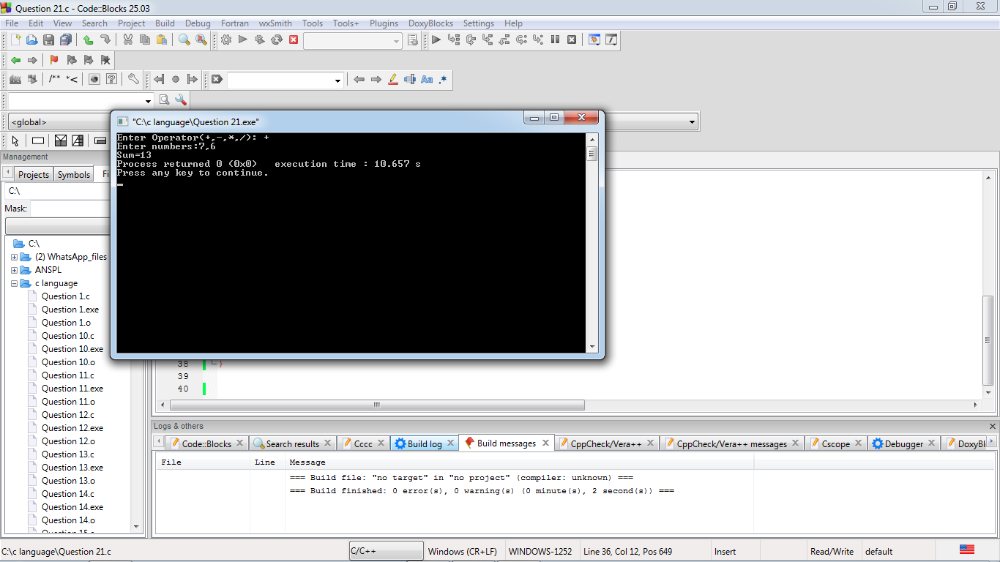 Question 21.c - Code::Blocks 25.03
File Edit View Search Project Build Debug Fortran wxSmith Tools Tools+ Plugins DoxyBlocks Settings Help
/** *<
Aa .*
<global>
"C:\c language\Question 21.exe"
Enter Operator(+,-,*,/): +
Enter numbers:7,6
Sum=13
Process returned 0 (0x0)   execution time : 10.657 s
Press any key to continue.
Management
Projects Symbols Fi
C:\
Mask:
C:\
(2) WhatsApp_files
ANSPL
c language
Question 1.c
Question 1.exe
Question 1.o
Question 10.c
Question 10.exe
Question 10.o
Question 11.c
Question 11.exe
Question 11.o
Question 12.c
Question 12.exe
Question 12.o
Question 13.c
Question 13.exe
Question 13.o
Question 14.c
Question 14.exe
Question 14.o
38 }
39
40
Logs & others
Code::Blocks Search results Cccc Build log Build messages CppCheck/Vera++ CppCheck/Vera++ messages Cscope Debugger DoxyBl
File Line Message
=== Build file: "no target" in "no project" (compiler: unknown) ===
=== Build finished: 0 error(s), 0 warning(s) (0 minute(s), 2 second(s)) ===
C:\c language\Question 21.c C/C++ Windows (CR+LF) WINDOWS-1252 Line 36, Col 12, Pos 649 Insert Read/Write default